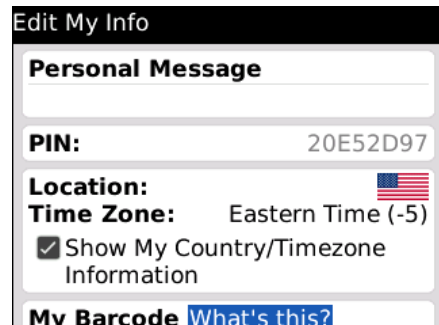 Edit My Info
Personal Message
PIN: 20E52D97
Location:
Time Zone: Eastern Time (-5)
Show My Country/Timezone
Information
My Barcode What's this?